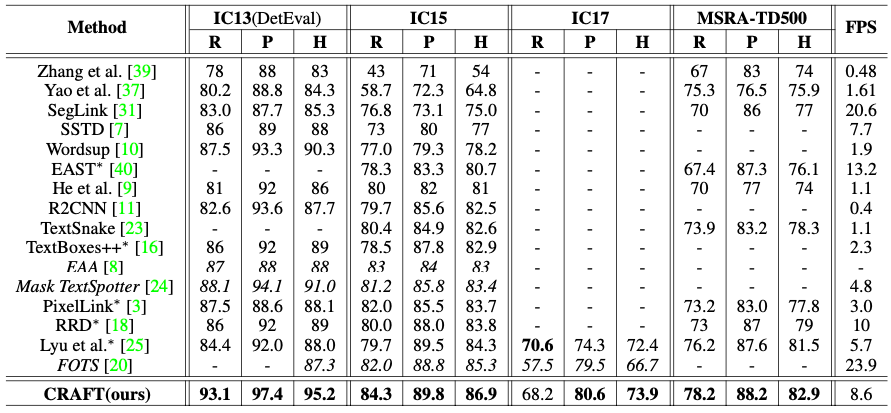 Method IC13(DetEval) IC15 IC17 MSRA-TD500 FPS
R P H R P H R P H R P H
Zhang et al. [39] 78 88 83 43 71 54 - - - 67 83 74 0.48
Yao et al. [37] 80.2 88.8 84.3 58.7 72.3 64.8 - - - 75.3 76.5 75.9 1.61
SegLink [31] 83.0 87.7 85.3 76.8 73.1 75.0 - - - 70 86 77 20.6
SSTD [7] 86 89 88 73 80 77 - - - - - - 7.7
Wordsup [10] 87.5 93.3 90.3 77.0 79.3 78.2 - - - - - - 1.9
EAST* [40] - - - 78.3 83.3 80.7 - - - 67.4 87.3 76.1 13.2
He et al. [9] 81 92 86 80 82 81 - - - 70 77 74 1.1
R2CNN [11] 82.6 93.6 87.7 79.7 85.6 82.5 - - - - - - 0.4
TextSnake [23] - - - 80.4 84.9 82.6 - - - 73.9 83.2 78.3 1.1
TextBoxes++* [16] 86 92 89 78.5 87.8 82.9 - - - - - - 2.3
EAA [8] 87 88 88 83 84 83 - - - - - - -
Mask TextSpotter [24] 88.1 94.1 91.0 81.2 85.8 83.4 - - - - - - 4.8
PixelLink* [3] 87.5 88.6 88.1 82.0 85.5 83.7 - - - 73.2 83.0 77.8 3.0
RRD* [18] 86 92 89 80.0 88.0 83.8 - - - 73 87 79 10
Lyu et al.* [25] 84.4 92.0 88.0 79.7 89.5 84.3 70.6 74.3 72.4 76.2 87.6 81.5 5.7
FOTS [20] - - 87.3 82.0 88.8 85.3 57.5 79.5 66.7 - - - 23.9
CRAFT(ours) 93.1 97.4 95.2 84.3 89.8 86.9 68.2 80.6 73.9 78.2 88.2 82.9 8.6